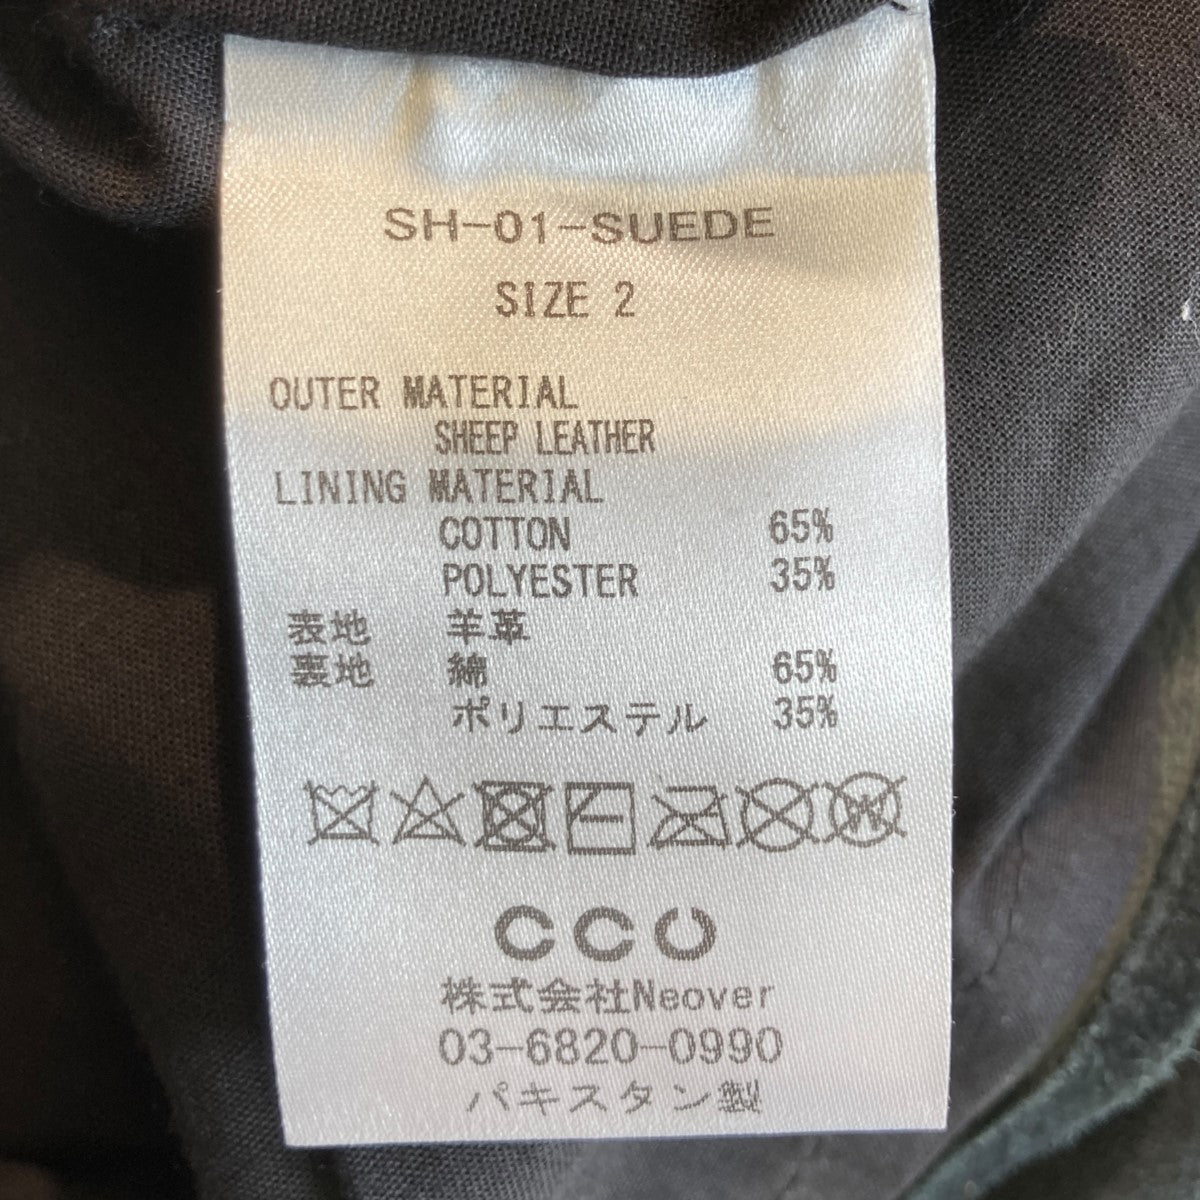 SH-01-SUEDE
SIZE 2
OUTER MATERIAL
SHEEP LEATHER
LINING MATERIAL
COTTON 65%
POLYESTER 35%
表地 羊革
裏地 綿 65%
ポリエステル 35%
W
CCU
株式会社Neover
03-6820-0990
パキスタン製